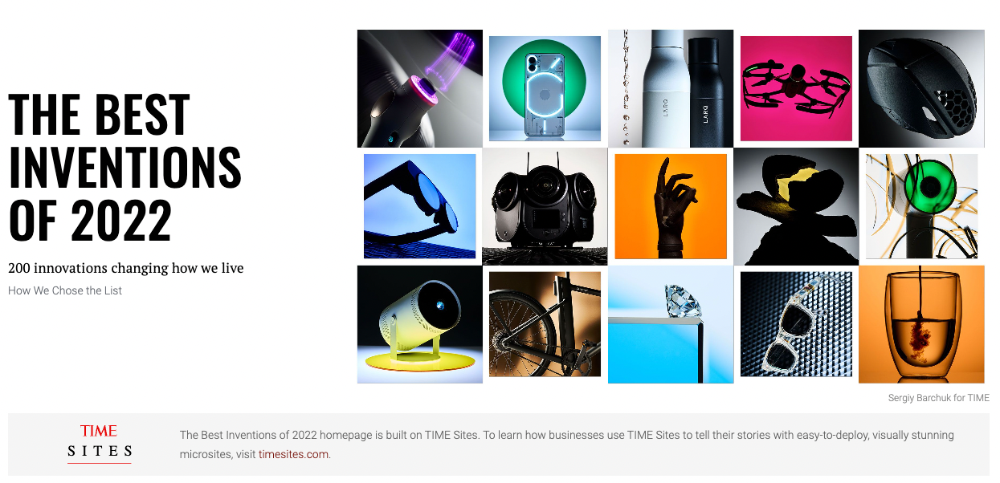 THE BEST
INVENTIONS
OF 2022
200 innovations changing how we live
How We Chose the List
LARQ
LARQ
Sergiy Barchuk for TIME
TIME
SITES
The Best Inventions of 2022 homepage is built on TIME Sites. To learn how businesses use TIME Sites to tell their stories with easy-to-deploy, visually stunning
microsites, visit timesites.com.